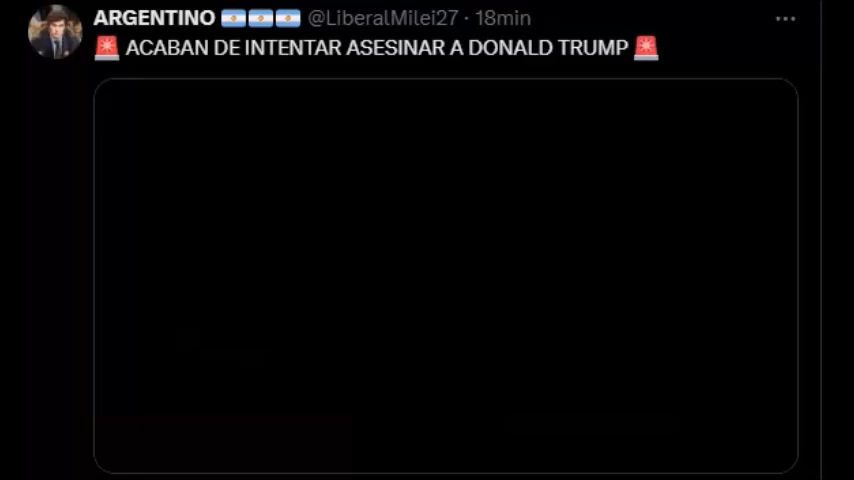 ARGENTINO 🇦🇷🇦🇷🇦🇷 @LiberalMilei27 · 18min
🚨 ACABAN DE INTENTAR ASESINAR A DONALD TRUMP 🚨